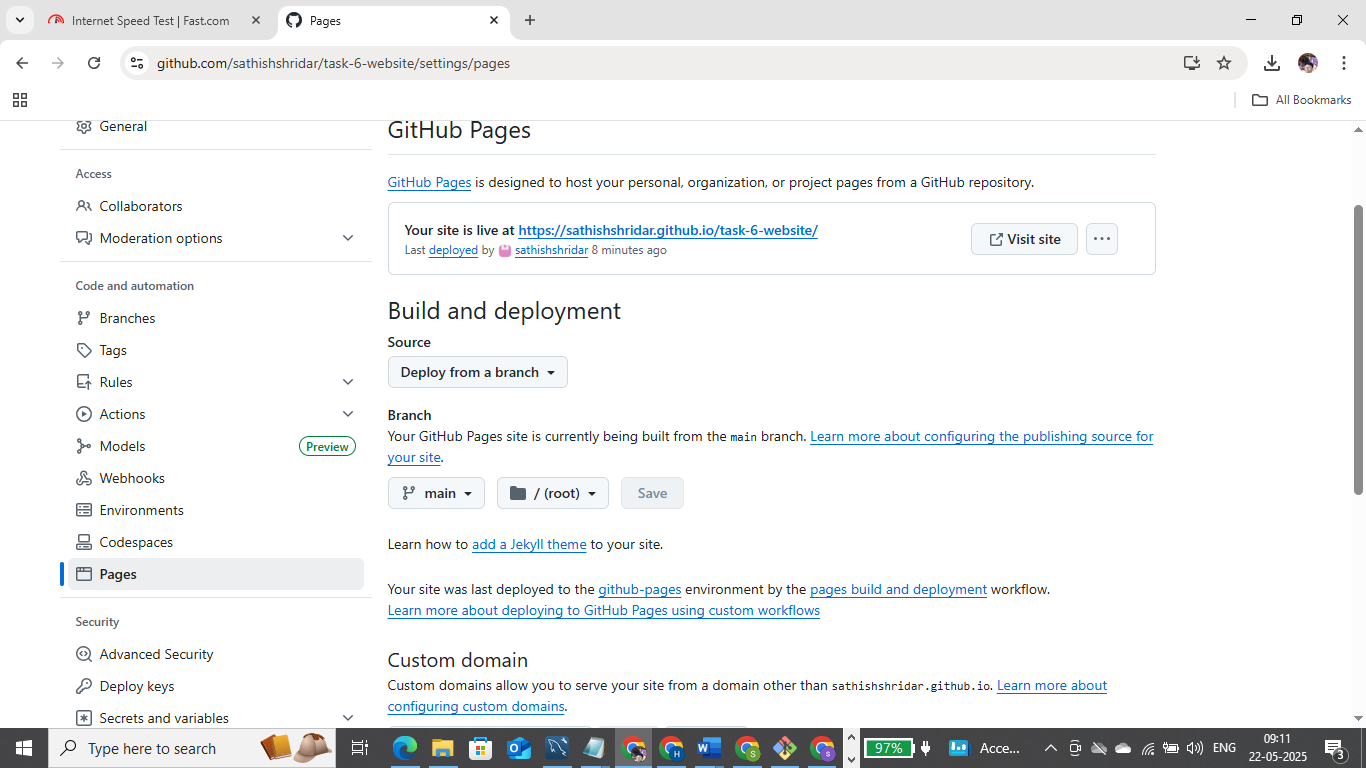 Internet Speed Test | Fast.com
Pages
github.com/sathishshridar/task-6-website/settings/pages
All Bookmarks
General
Access
Collaborators
Moderation options
Code and automation
Branches
Tags
Rules
Actions
Models Preview
Webhooks
Environments
Codespaces
Pages
Security
Advanced Security
Deploy keys
Secrets and variables
GitHub Pages
GitHub Pages is designed to host your personal, organization, or project pages from a GitHub repository.
Your site is live at https://sathishshridar.github.io/task-6-website/
Last deployed by sathishshridar 8 minutes ago
Visit site
Build and deployment
Source
Deploy from a branch
Branch
Your GitHub Pages site is currently being built from the main branch. Learn more about configuring the publishing source for
your site.
main / (root) Save
Learn how to add a Jekyll theme to your site.
Your site was last deployed to the github-pages environment by the pages build and deployment workflow.
Learn more about deploying to GitHub Pages using custom workflows
Custom domain
Custom domains allow you to serve your site from a domain other than sathishshridar.github.io. Learn more about
configuring custom domains.
Type here to search
H
W
S
S
97%
Acce...
ENG
09:11
22-05-2025
3